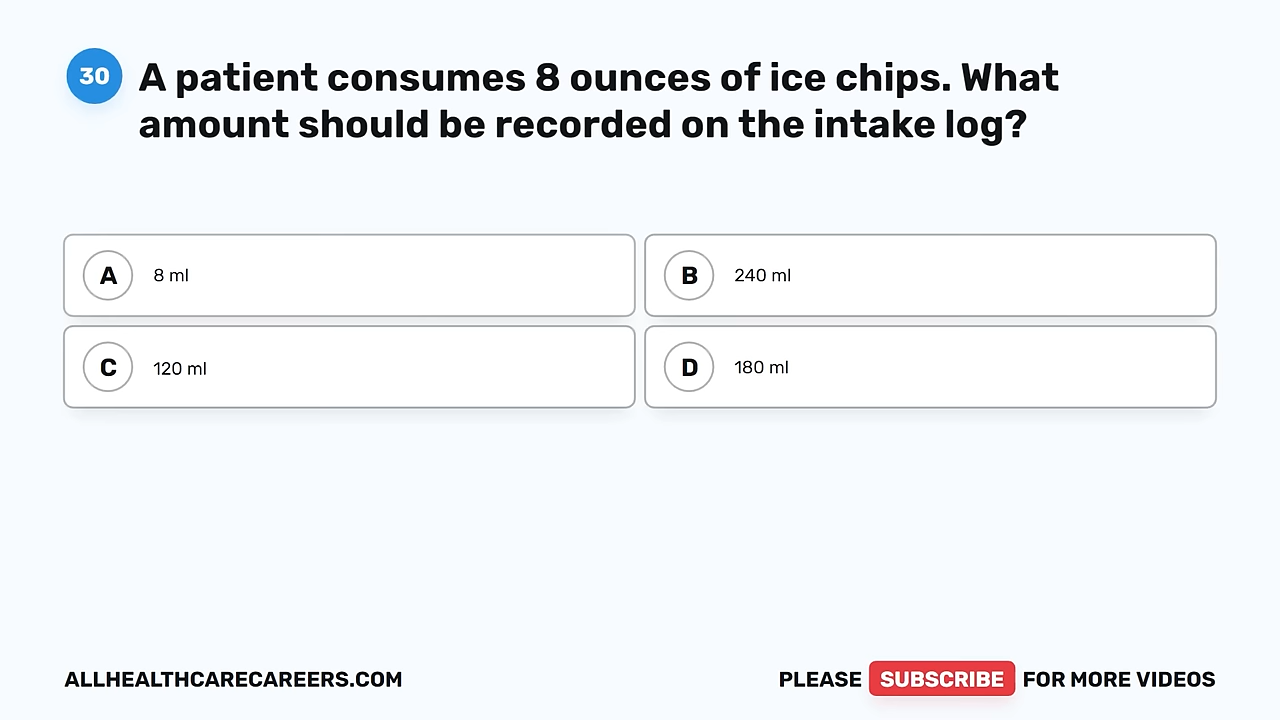 30
A patient consumes 8 ounces of ice chips. What
amount should be recorded on the intake log?
A 8 ml
B 240 ml
C 120 ml
D 180 ml
ALLHEALTHCARECAREERS.COM
PLEASE SUBSCRIBE FOR MORE VIDEOS